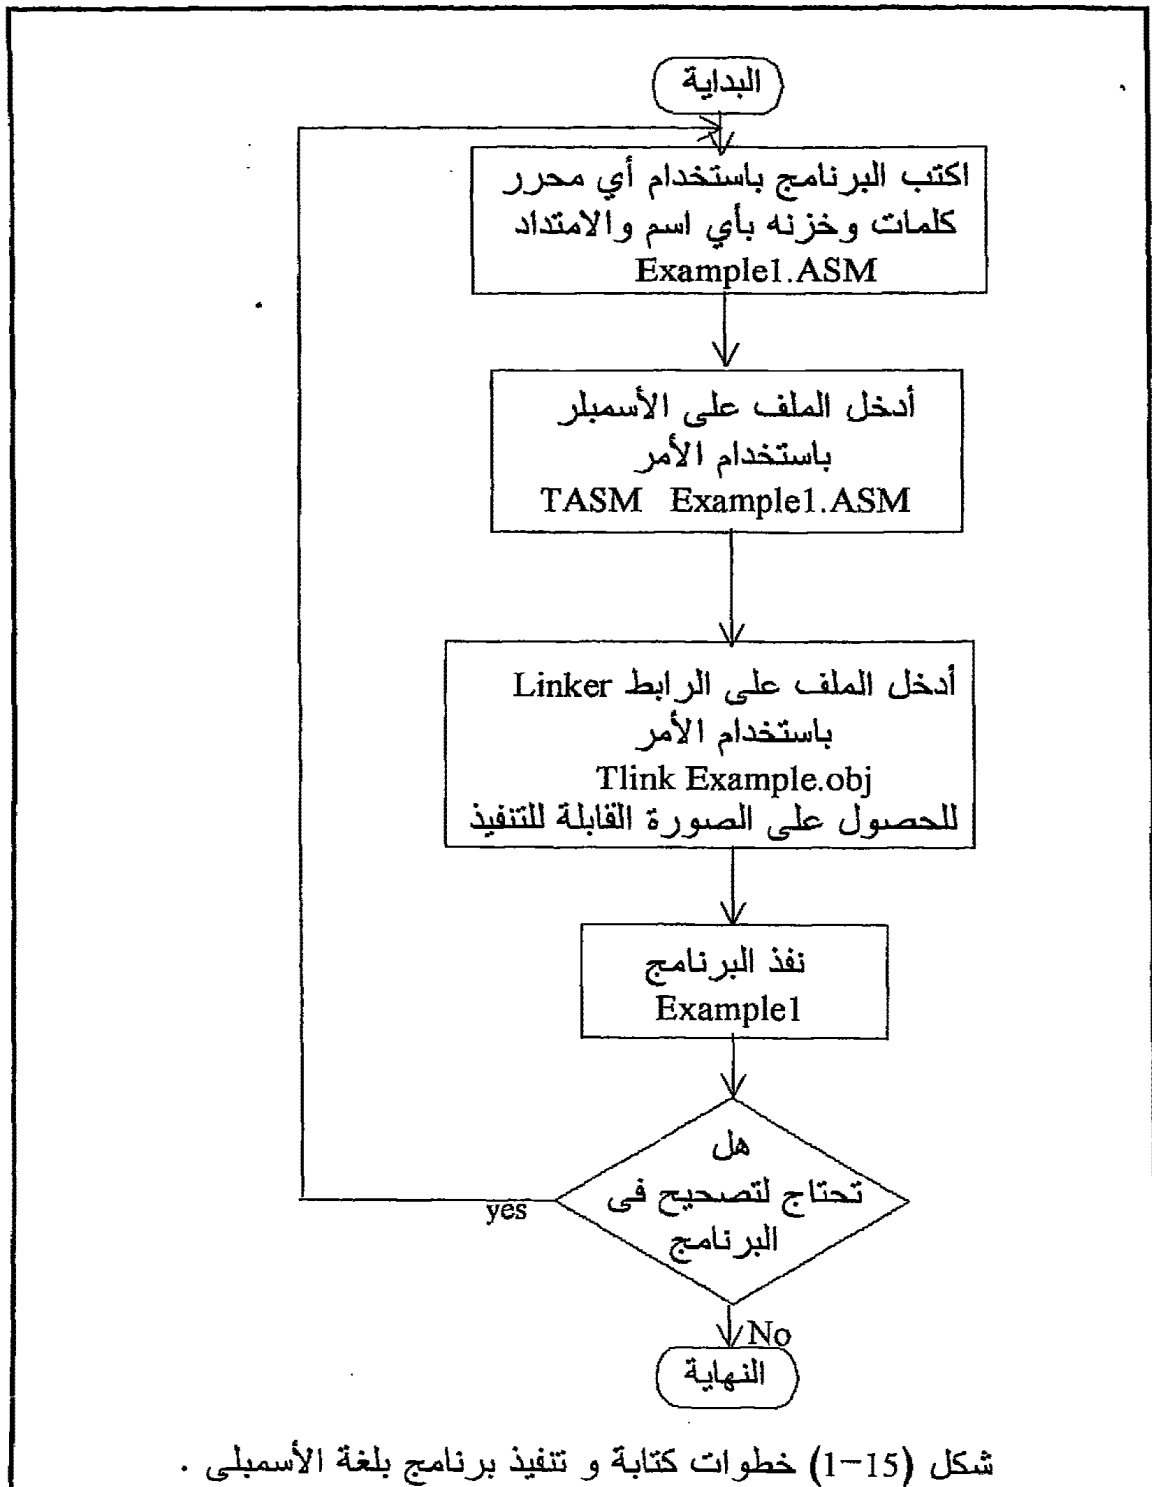 البداية
اكتب البرنامج باستخدام أي محرر
كلمات وخزنه بأي اسم والامتداد
Example1.ASM
أدخل الملف على الأسمبلر
باستخدام الأمر
TASM Example1.ASM
أدخل الملف على الرابط Linker
باستخدام الأمر
Tlink Example.obj
للحصول على الصورة القابلة للتنفيذ
نفذ البرنامج
Example1
هل
تحتاج لتصحيح فى
البرنامج
yes
No
النهاية
شكل (15-1) خطوات كتابة و تنفيذ برنامج بلغة الأسمبلى .